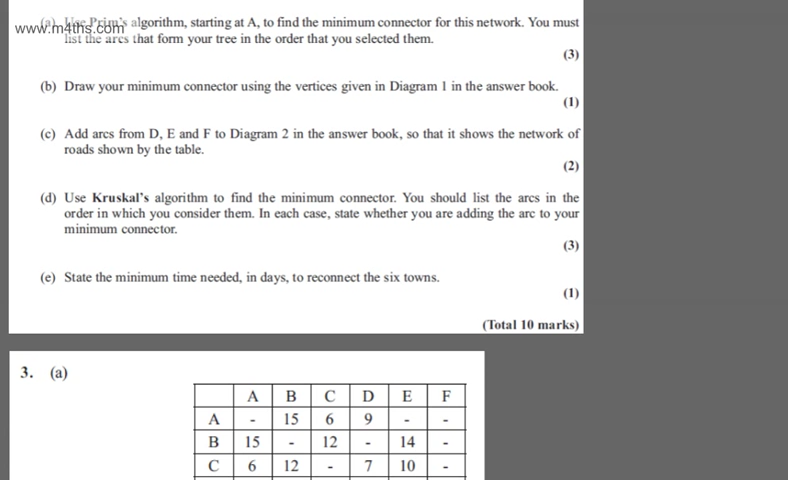 www.m4ths.com
(a) Use Prim's algorithm, starting at A, to find the minimum connector for this network. You must
list the arcs that form your tree in the order that you selected them.
(3)
(b) Draw your minimum connector using the vertices given in Diagram 1 in the answer book.
(1)
(c) Add arcs from D, E and F to Diagram 2 in the answer book, so that it shows the network of
roads shown by the table.
(2)
(d) Use Kruskal's algorithm to find the minimum connector. You should list the arcs in the
order in which you consider them. In each case, state whether you are adding the arc to your
minimum connector.
(3)
(e) State the minimum time needed, in days, to reconnect the six towns.
(1)
(Total 10 marks)
3. (a)
A B C D E F
A - 15 6 9 - -
B 15 - 12 - 14 -
C 6 12 - 7 10 -